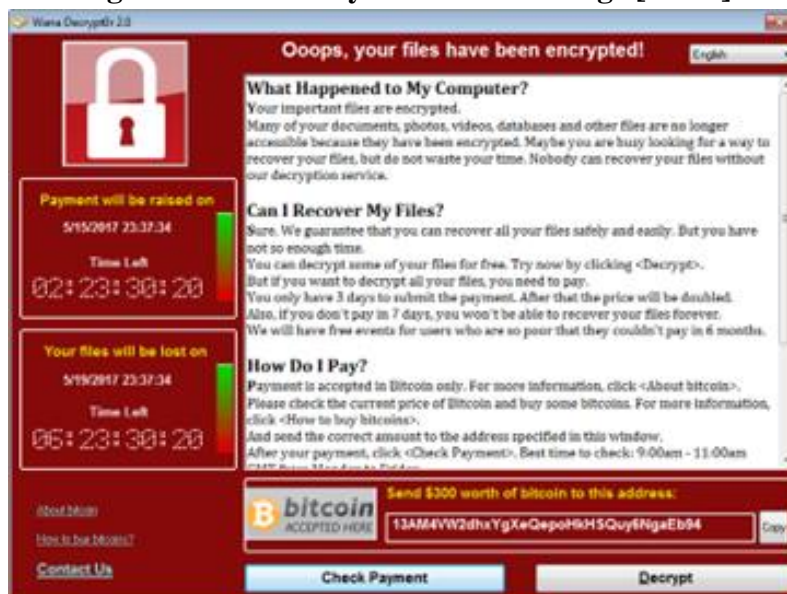 Wana Decrypt0r 2.0
Ooops, your files have been encrypted!
English
What Happened to My Computer?
Your important files are encrypted.
Many of your documents, photos, videos, databases and other files are no longer
accessible because they have been encrypted. Maybe you are busy looking for a way to
recover your files, but do not waste your time. Nobody can recover your files without
our decryption service.
Can I Recover My Files?
Sure. We guarantee that you can recover all your files safely and easily. But you have
not so enough time.
You can decrypt some of your files for free. Try now by clicking <Decrypt>.
But if you want to decrypt all your files, you need to pay.
You only have 3 days to submit the payment. After that the price will be doubled.
Also, if you don't pay in 7 days, you won't be able to recover your files forever.
We will have free events for users who are so poor that they couldn't pay in 6 months.
How Do I Pay?
Payment is accepted in Bitcoin only. For more information, click <About bitcoin>.
Please check the current price of Bitcoin and buy some bitcoins. For more information,
click <How to buy bitcoins>.
And send the correct amount to the address specified in this window.
After your payment, click <Check Payment>. Best time to check: 9:00am - 11:00am
GMT from Monday to Friday.
Payment will be raised on
5/15/2017 23:37:34
Time Left
02:23:30:20
Your files will be lost on
5/19/2017 23:37:34
Time Left
06:23:30:20
About bitcoin
How to buy bitcoins?
Contact Us
bitcoin
ACCEPTED HERE
Send $300 worth of bitcoin to this address:
13AM4VW2dhxYgXeQepoHkHSQuy6NgaEb94
Copy
Check Payment
Decrypt